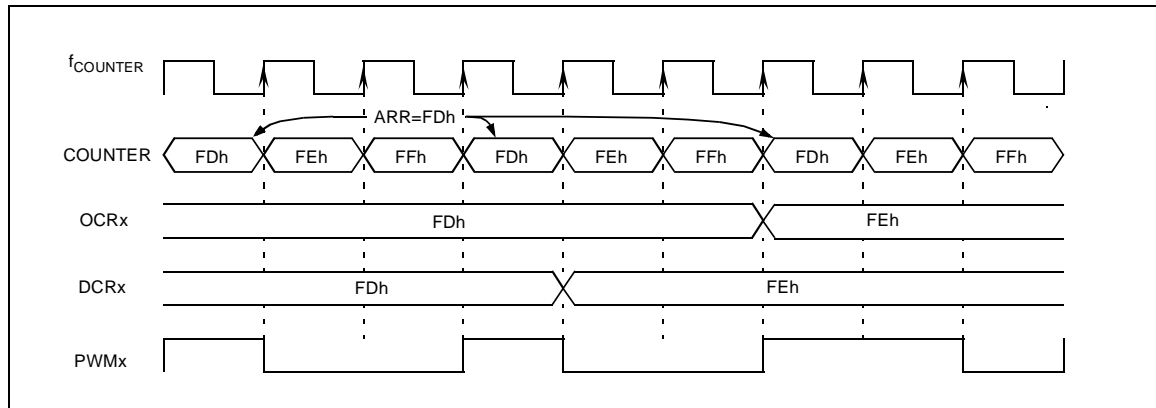 fCOUNTER
ARR=FDh
COUNTER FDh FEh FFh FDh FEh FFh FDh FEh FFh
OCRx FDh FEh
DCRx FDh FEh
PWMx